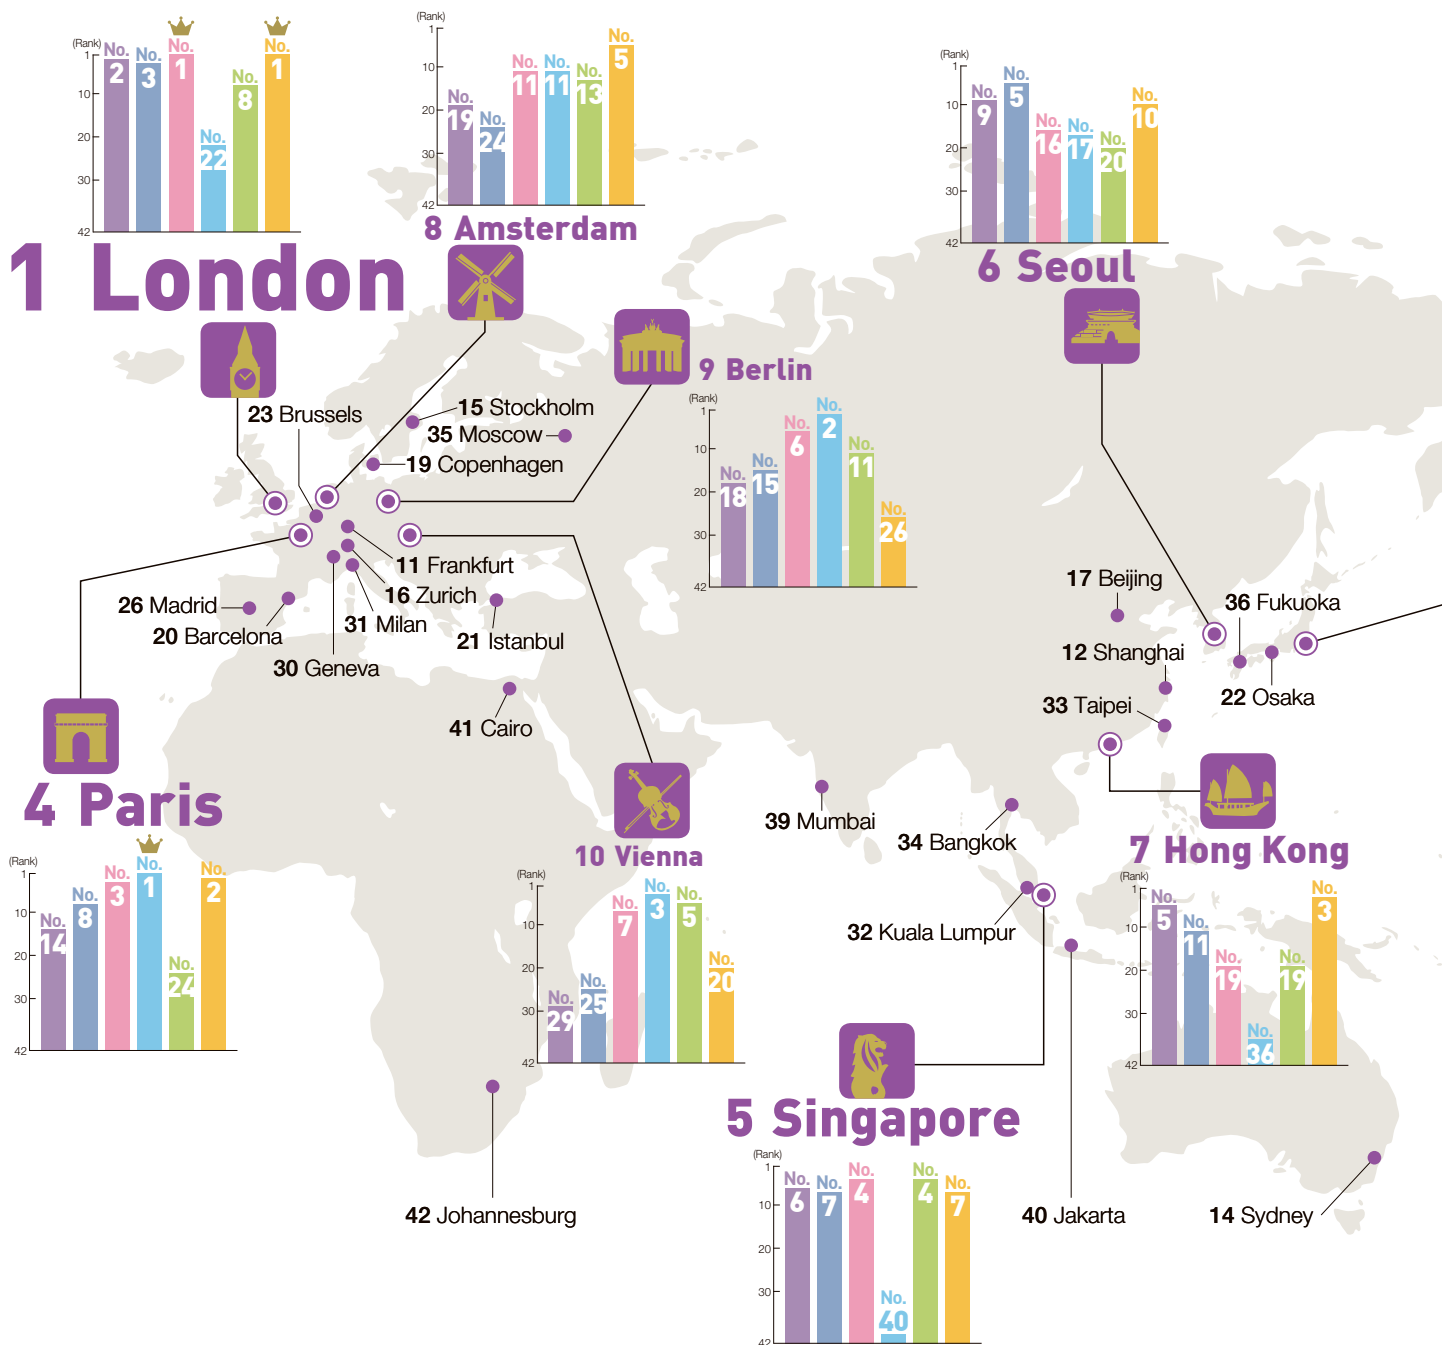 (Rank)
1
10
20
30
42
No.
2
No.
3
No.
1
No.
22
No.
8
No.
1
1 London
(Rank)
1
10
20
30
42
No.
19
No.
24
No.
11
No.
11
No.
13
No.
5
8 Amsterdam
(Rank)
1
10
20
30
42
No.
9
No.
5
No.
16
No.
17
No.
20
No.
10
6 Seoul
9 Berlin
(Rank)
1
10
20
30
42
No.
18
No.
15
No.
6
No.
2
No.
11
No.
26
23 Brussels
15 Stockholm
35 Moscow
19 Copenhagen
11 Frankfurt
16 Zurich
31 Milan
21 Istanbul
26 Madrid
20 Barcelona
30 Geneva
41 Cairo
17 Beijing
36 Fukuoka
12 Shanghai
33 Taipei
22 Osaka
39 Mumbai
34 Bangkok
32 Kuala Lumpur
4 Paris
(Rank)
1
10
20
30
42
No.
14
No.
8
No.
3
No.
1
No.
24
No.
2
10 Vienna
(Rank)
1
10
20
30
42
No.
29
No.
25
No.
7
No.
3
No.
5
No.
20
7 Hong Kong
(Rank)
1
10
20
30
42
No.
5
No.
11
No.
19
No.
36
No.
19
No.
3
5 Singapore
(Rank)
1
10
20
30
42
No.
6
No.
7
No.
4
No.
40
No.
4
No.
7
42 Johannesburg
40 Jakarta
14 Sydney